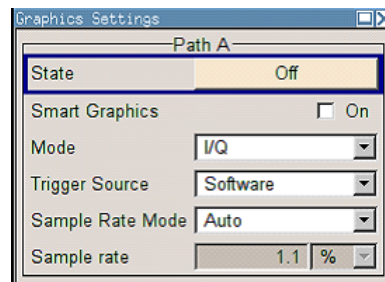 Graphics Settings
Path A
State Off
Smart Graphics On
Mode I/Q
Trigger Source Software
Sample Rate Mode Auto
Sample rate 1.1 %